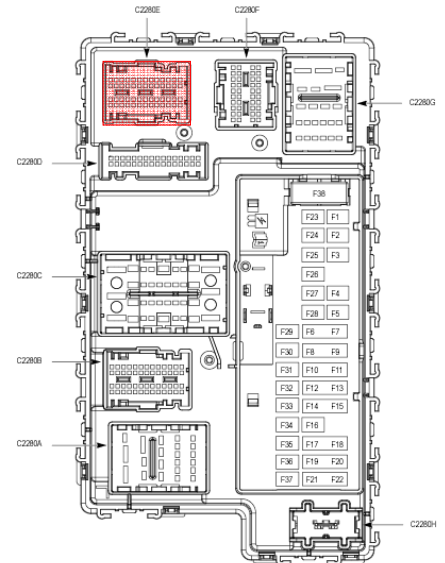 C2280E
C2280F
C2280G
C2280D
F38
F23 F1
F24 F2
F25 F3
F26
C2280C
F27 F4
F28 F5
F29 F6 F7
C2280B
F30 F8 F9
F31 F10 F11
F32 F12 F13
F33 F14 F15
F34 F16
C2280A
F35 F17 F18
F36 F19 F20
F37 F21 F22
C2280H